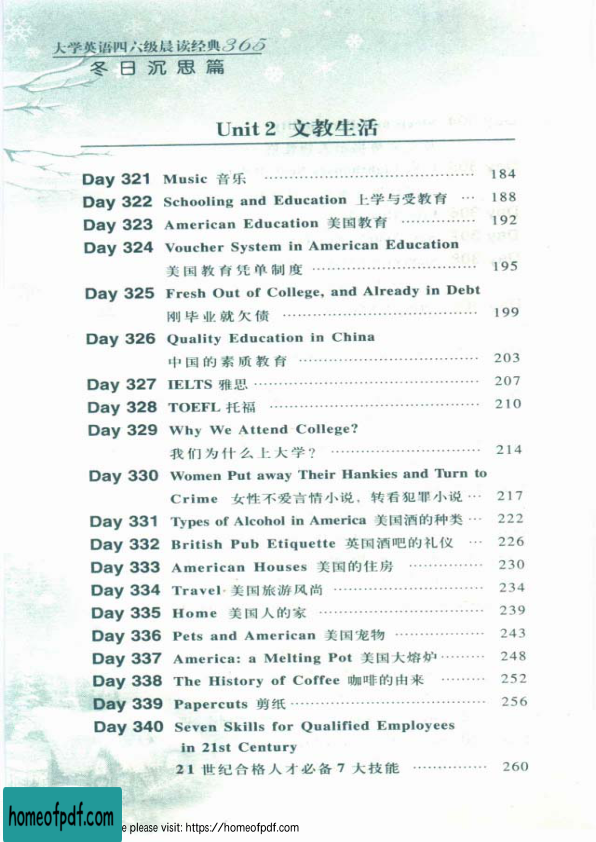 大学英语四六级晨读经典365
冬日沉思篇
Unit 2 文教生活
Day 321 Music 音乐 ………… 184
Day 322 Schooling and Education 上学与受教育 … 188
Day 323 American Education 美国教育 ………… 192
Day 324 Voucher System in American Education
美国教育凭单制度 ………… 195
Day 325 Fresh Out of College, and Already in Debt
刚毕业就欠债 ………… 199
Day 326 Quality Education in China
中国的素质教育 ………… 203
Day 327 IELTS 雅思 ………… 207
Day 328 TOEFL 托福 ………… 210
Day 329 Why We Attend College?
我们为什么上大学? ………… 214
Day 330 Women Put away Their Hankies and Turn to
Crime 女性不爱言情小说，转看犯罪小说 … 217
Day 331 Types of Alcohol in America 美国酒的种类 … 222
Day 332 British Pub Etiquette 英国酒吧的礼仪 … 226
Day 333 American Houses 美国的住房 ………… 230
Day 334 Travel 美国旅游风尚 ………… 234
Day 335 Home 美国人的家 ………… 239
Day 336 Pets and American 美国宠物 ………… 243
Day 337 America: a Melting Pot 美国大熔炉 ……… 248
Day 338 The History of Coffee 咖啡的由来 ……… 252
Day 339 Papercuts 剪纸 ………… 256
Day 340 Seven Skills for Qualified Employees
in 21st Century
21世纪合格人才必备7大技能 ………… 260
homeofpdf.com
please visit: https://homeofpdf.com